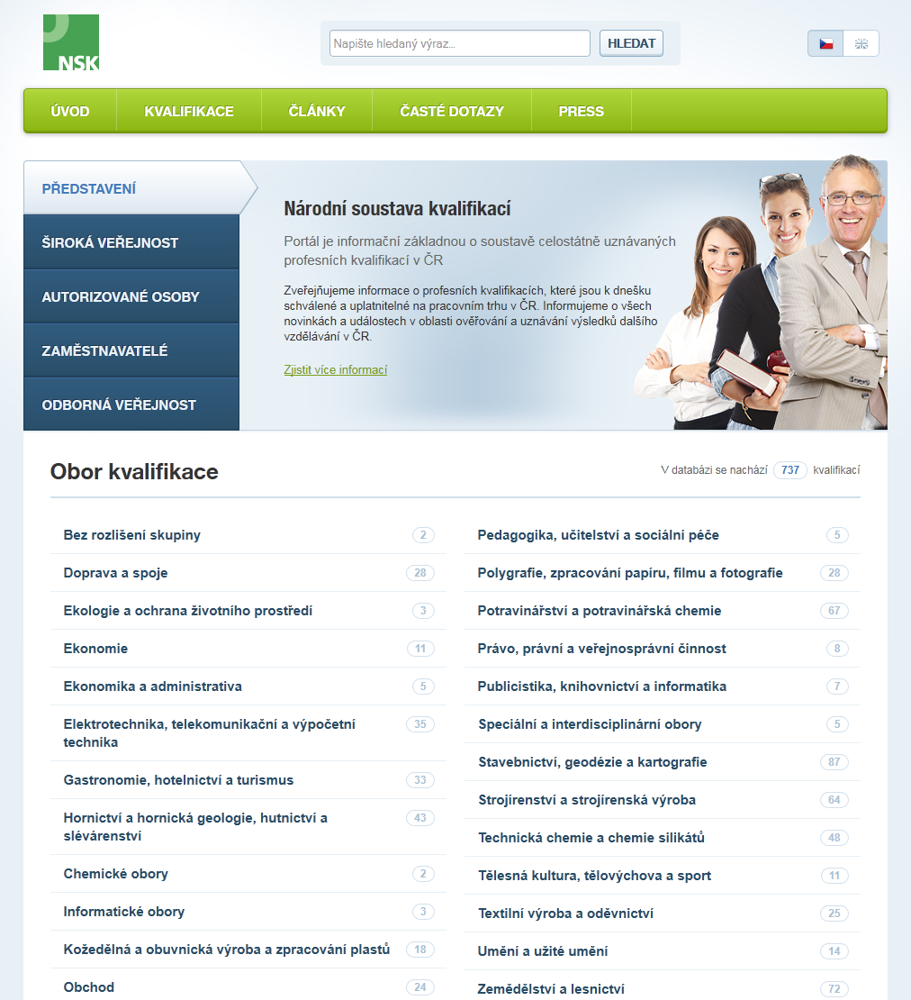 NSK
Napište hledaný výraz...
HLEDAT
ÚVOD
KVALIFIKACE
ČLÁNKY
ČASTÉ DOTAZY
PRESS
PŘEDSTAVENÍ
ŠIROKÁ VEŘEJNOST
AUTORIZOVANÉ OSOBY
ZAMĚSTNAVATELÉ
ODBORNÁ VEŘEJNOST
Národní soustava kvalifikací
Portál je informační základnou o soustavě celostátně uznávaných
profesních kvalifikací v ČR
Zveřejňujeme informace o profesních kvalifikacích, které jsou k dnešku
schválené a uplatnitelné na pracovním trhu v ČR. Informujeme o všech
novinkách a událostech v oblasti ověřování a uznávání výsledků dalšího
vzdělávání v ČR.
Zjistit více informací
Obor kvalifikace
V databázi se nachází 737 kvalifikací
Bez rozlišení skupiny 2
Doprava a spoje 28
Ekologie a ochrana životního prostředí 3
Ekonomie 11
Ekonomika a administrativa 5
Elektrotechnika, telekomunikační a výpočetní 35
technika
Gastronomie, hotelnictví a turismus 33
Hornictví a hornická geologie, hutnictví a 43
slévárenství
Chemické obory 2
Informatické obory 3
Kožedělná a obuvnická výroba a zpracování plastů 18
Obchod 24
Pedagogika, učitelství a sociální péče 5
Polygrafie, zpracování papíru, filmu a fotografie 28
Potravinářství a potravinářská chemie 67
Právo, právní a veřejnosprávní činnost 8
Publicistika, knihovnictví a informatika 7
Speciální a interdisciplinární obory 5
Stavebnictví, geodézie a kartografie 87
Strojírenství a strojírenská výroba 64
Technická chemie a chemie silikátů 48
Tělesná kultura, tělovýchova a sport 11
Textilní výroba a oděvnictví 25
Umění a užité umění 14
Zemědělství a lesnictví 72